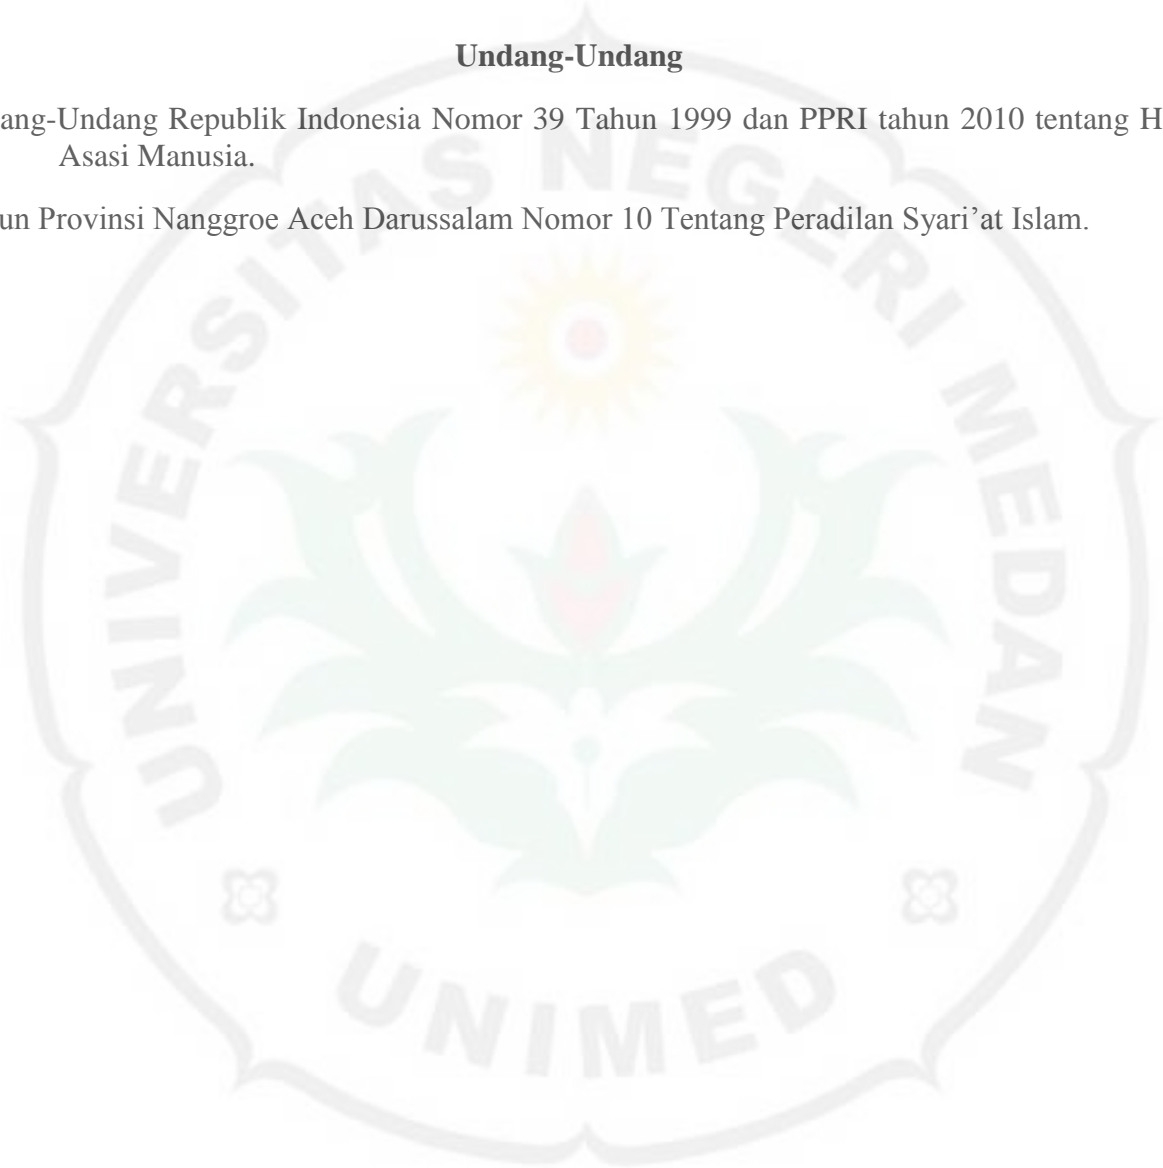 Undang-Undang
ang-Undang Republik Indonesia Nomor 39 Tahun 1999 dan PPRI tahun 2010 tentang H
Asasi Manusia.
un Provinsi Nanggroe Aceh Darussalam Nomor 10 Tentang Peradilan Syari’at Islam.
UNIVERSITAS NEGERI MEDAN
UNIMED